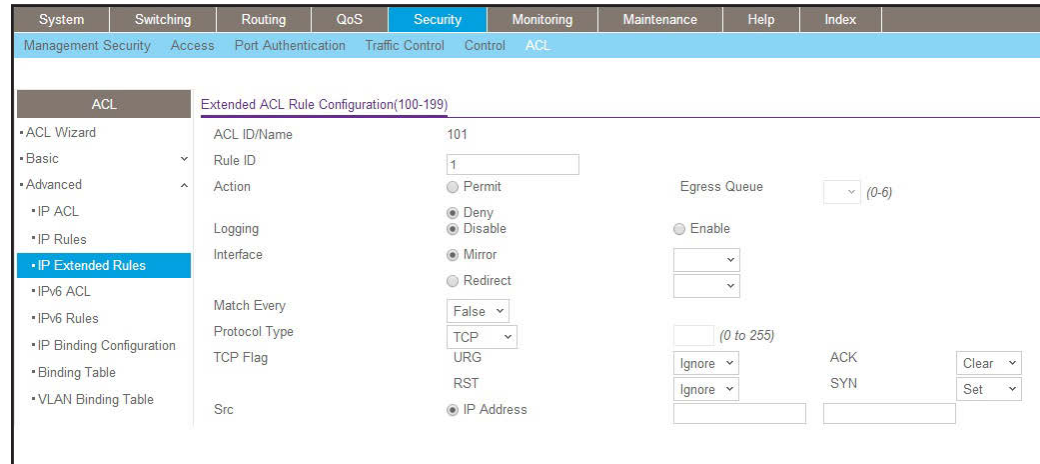 System Switching Routing QoS Security Monitoring Maintenance Help Index
Management Security Access Port Authentication Traffic Control Control ACL
ACL
• ACL Wizard
• Basic
• Advanced
• IP ACL
• IP Rules
• IP Extended Rules
• IPv6 ACL
• IPv6 Rules
• IP Binding Configuration
• Binding Table
• VLAN Binding Table
Extended ACL Rule Configuration(100-199)
ACL ID/Name 101
Rule ID 1
Action Permit Egress Queue (0-6)
Deny
Logging Disable Enable
Interface Mirror
Redirect
Match Every False
Protocol Type TCP (0 to 255)
TCP Flag URG Ignore ACK Clear
RST Ignore SYN Set
Src IP Address